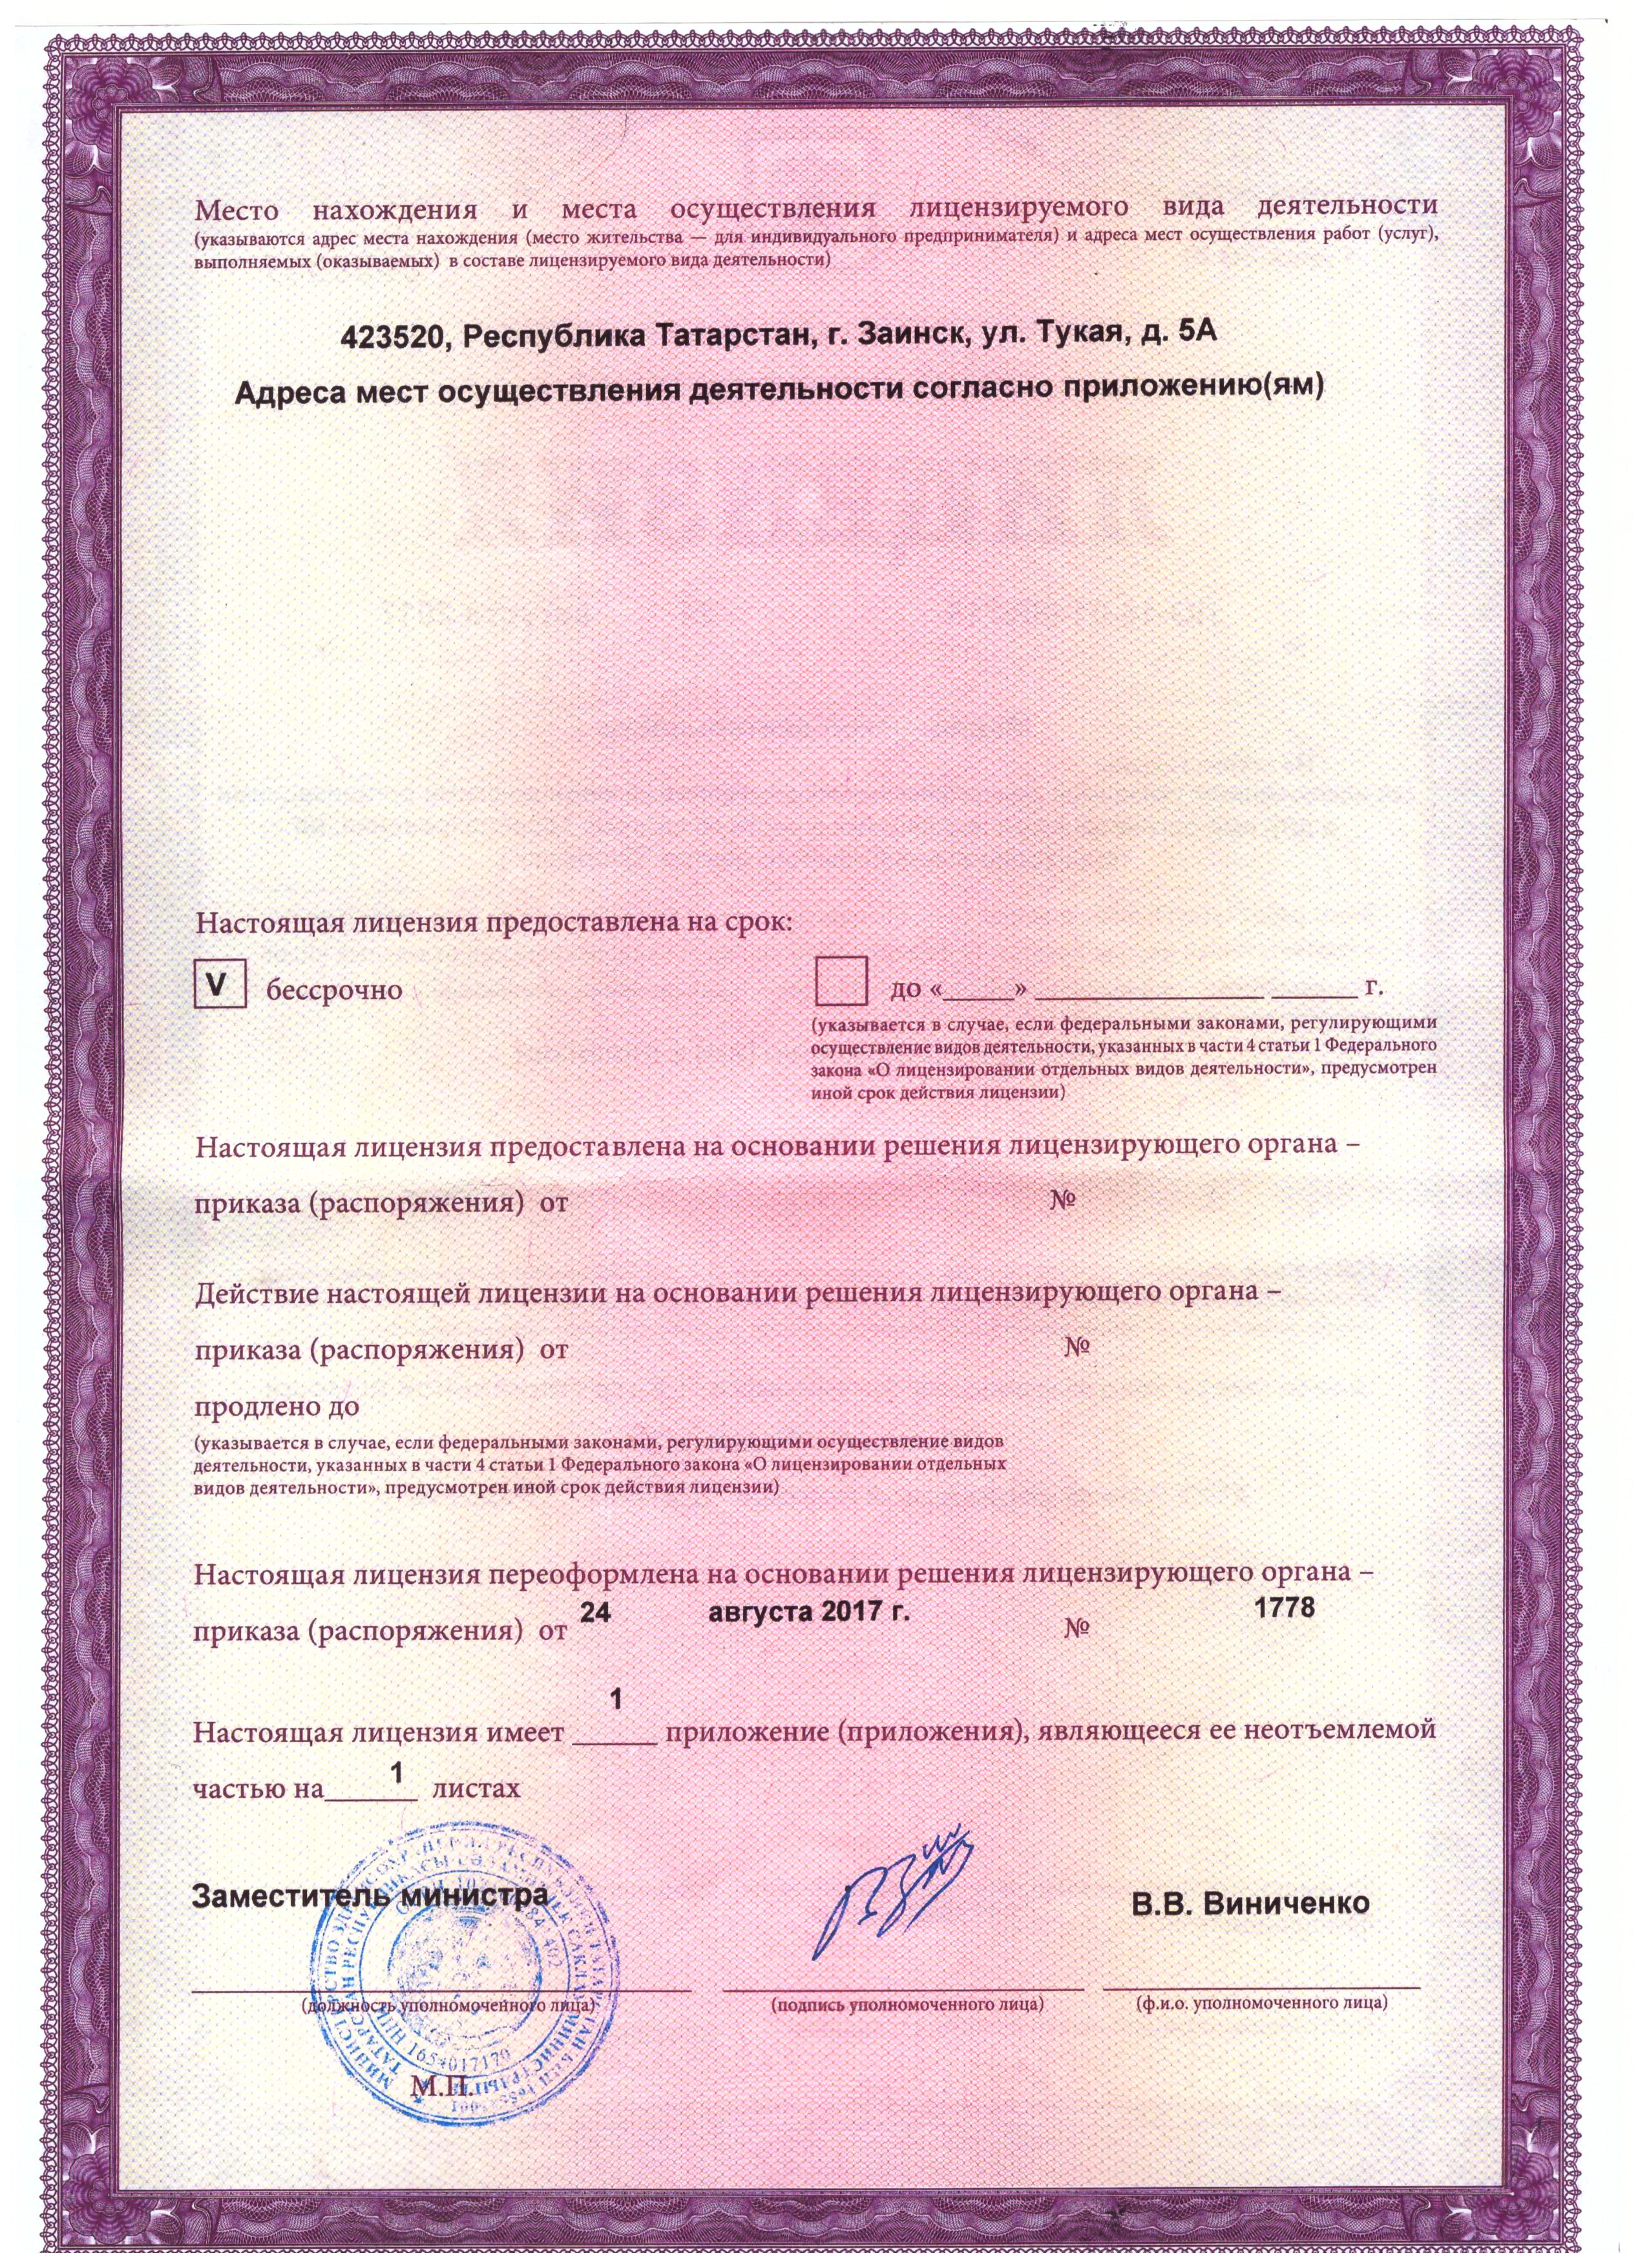 Место нахождения и места осуществления лицензируемого вида деятельности
(указываются адрес места нахождения (место жительства — для индивидуального предпринимателя) и адреса мест осуществления работ (услуг),
выполняемых (оказываемых) в составе лицензируемого вида деятельности)
423520, Республика Татарстан, г. Заинск, ул. Тукая, д. 5А
Адреса мест осуществления деятельности согласно приложению(ям)
Настоящая лицензия предоставлена на срок:
V бессрочно
до «_____» ________________ ______ г.
(указывается в случае, если федеральными законами, регулирующими
осуществление видов деятельности, указанных в части 4 статьи 1 Федерального
закона «О лицензировании отдельных видов деятельности», предусмотрен
иной срок действия лицензии)
Настоящая лицензия предоставлена на основании решения лицензирующего органа –
приказа (распоряжения) от №
Действие настоящей лицензии на основании решения лицензирующего органа –
приказа (распоряжения) от №
продлено до
(указывается в случае, если федеральными законами, регулирующими осуществление видов
деятельности, указанных в части 4 статьи 1 Федерального закона «О лицензировании отдельных
видов деятельности», предусмотрен иной срок действия лицензии)
Настоящая лицензия переоформлена на основании решения лицензирующего органа –
приказа (распоряжения) от 24 августа 2017 г. № 1778
Настоящая лицензия имеет 1 приложение (приложения), являющееся ее неотъемлемой
частью на 1 листах
Заместитель министра
В.В. Виниченко
(должность уполномоченного лица)
(подпись уполномоченного лица)
(ф.и.о. уполномоченного лица)
М.П.